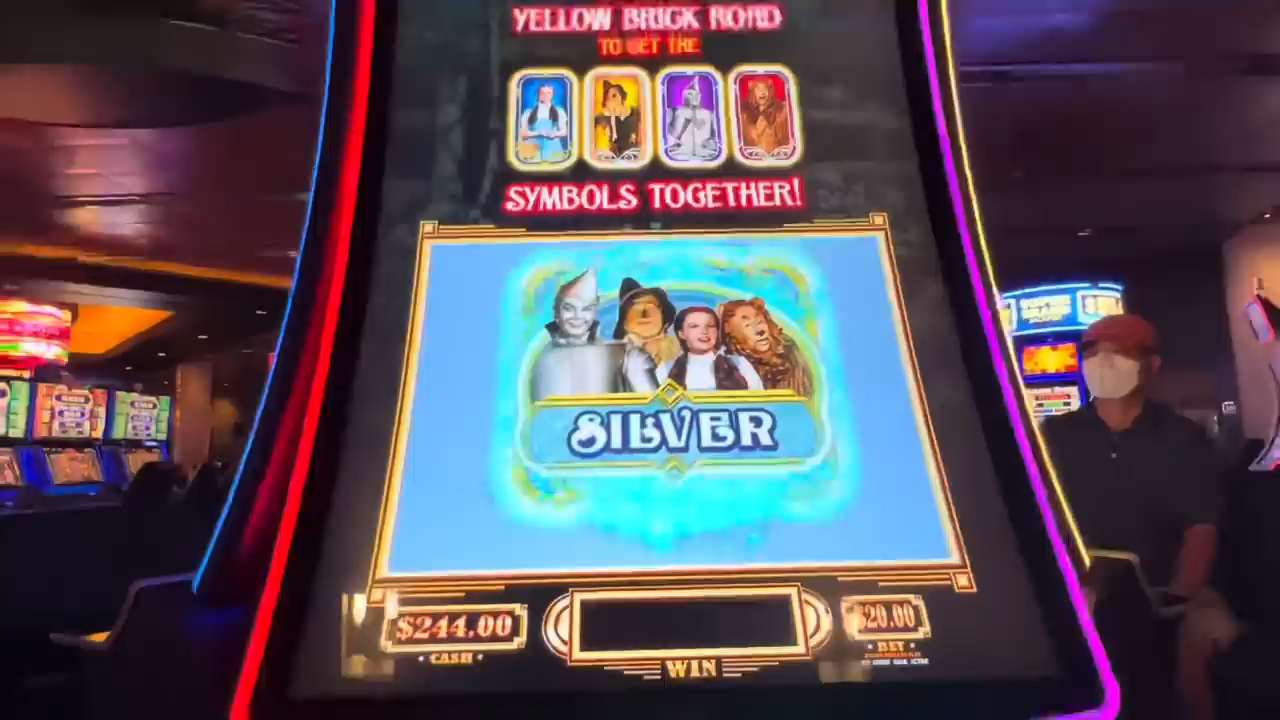 YELLOW BRICK ROAD
TO GET THE
SYMBOLS TOGETHER!
SILVER
$244.00
$20.00
CASH
BET
WIN